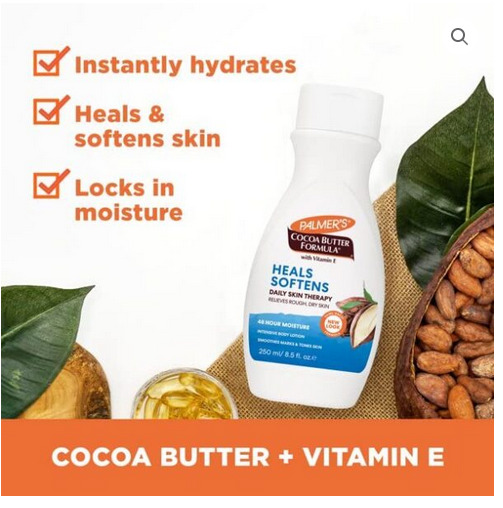 Instantly hydrates
Heals &
softens skin
Locks in
moisture
PALMER'S®
COCOA BUTTER
FORMULA®
with Vitamin E
HEALS
SOFTENS
DAILY SKIN THERAPY
RELIEVES ROUGH, DRY SKIN
48 HOUR MOISTURE
INTENSIVE BODY LOTION
SMOOTHES MARKS & TONES SKIN
250 ml/ 8.5 fl. oz.℮
NEW
LOOK
COCOA BUTTER + VITAMIN E